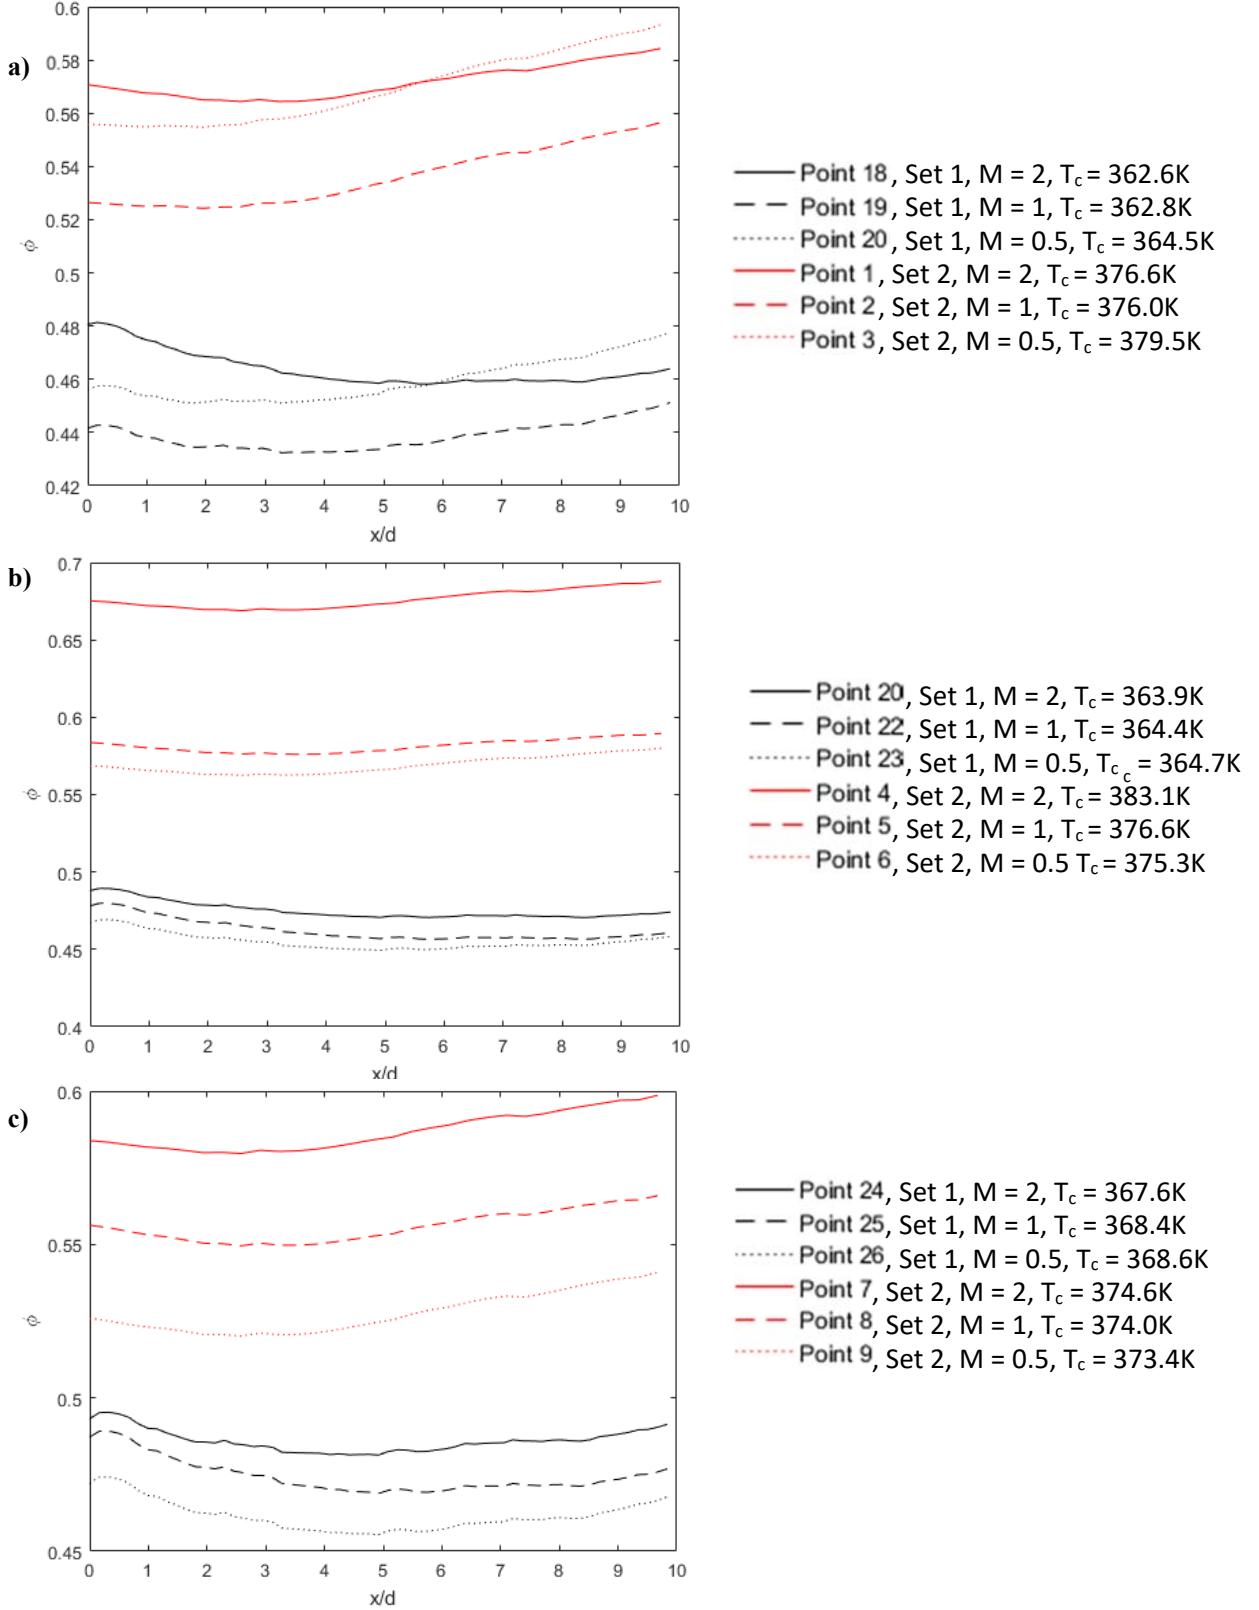 a)
0.6
0.58
0.56
0.54
0.52
0.5
0.48
0.46
0.44
0.42
ϕ
0 1 2 3 4 5 6 7 8 9 10
x/d
Point 18, Set 1, M = 2, Tc = 362.6K
Point 19, Set 1, M = 1, Tc = 362.8K
Point 20, Set 1, M = 0.5, Tc = 364.5K
Point 1, Set 2, M = 2, Tc = 376.6K
Point 2, Set 2, M = 1, Tc = 376.0K
Point 3, Set 2, M = 0.5, Tc = 379.5K
b)
0.7
0.65
0.6
0.55
0.5
0.45
0.4
ϕ
0 1 2 3 4 5 6 7 8 9 10
x/d
Point 20, Set 1, M = 2, Tc = 363.9K
Point 22, Set 1, M = 1, Tc = 364.4K
Point 23, Set 1, M = 0.5, Tc c = 364.7K
Point 4, Set 2, M = 2, Tc = 383.1K
Point 5, Set 2, M = 1, Tc = 376.6K
Point 6, Set 2, M = 0.5 Tc = 375.3K
c)
0.6
0.55
0.5
0.45
ϕ
0 1 2 3 4 5 6 7 8 9 10
x/d
Point 24, Set 1, M = 2, Tc = 367.6K
Point 25, Set 1, M = 1, Tc = 368.4K
Point 26, Set 1, M = 0.5, Tc = 368.6K
Point 7, Set 2, M = 2, Tc = 374.6K
Point 8, Set 2, M = 1, Tc = 374.0K
Point 9, Set 2, M = 0.5, Tc = 373.4K